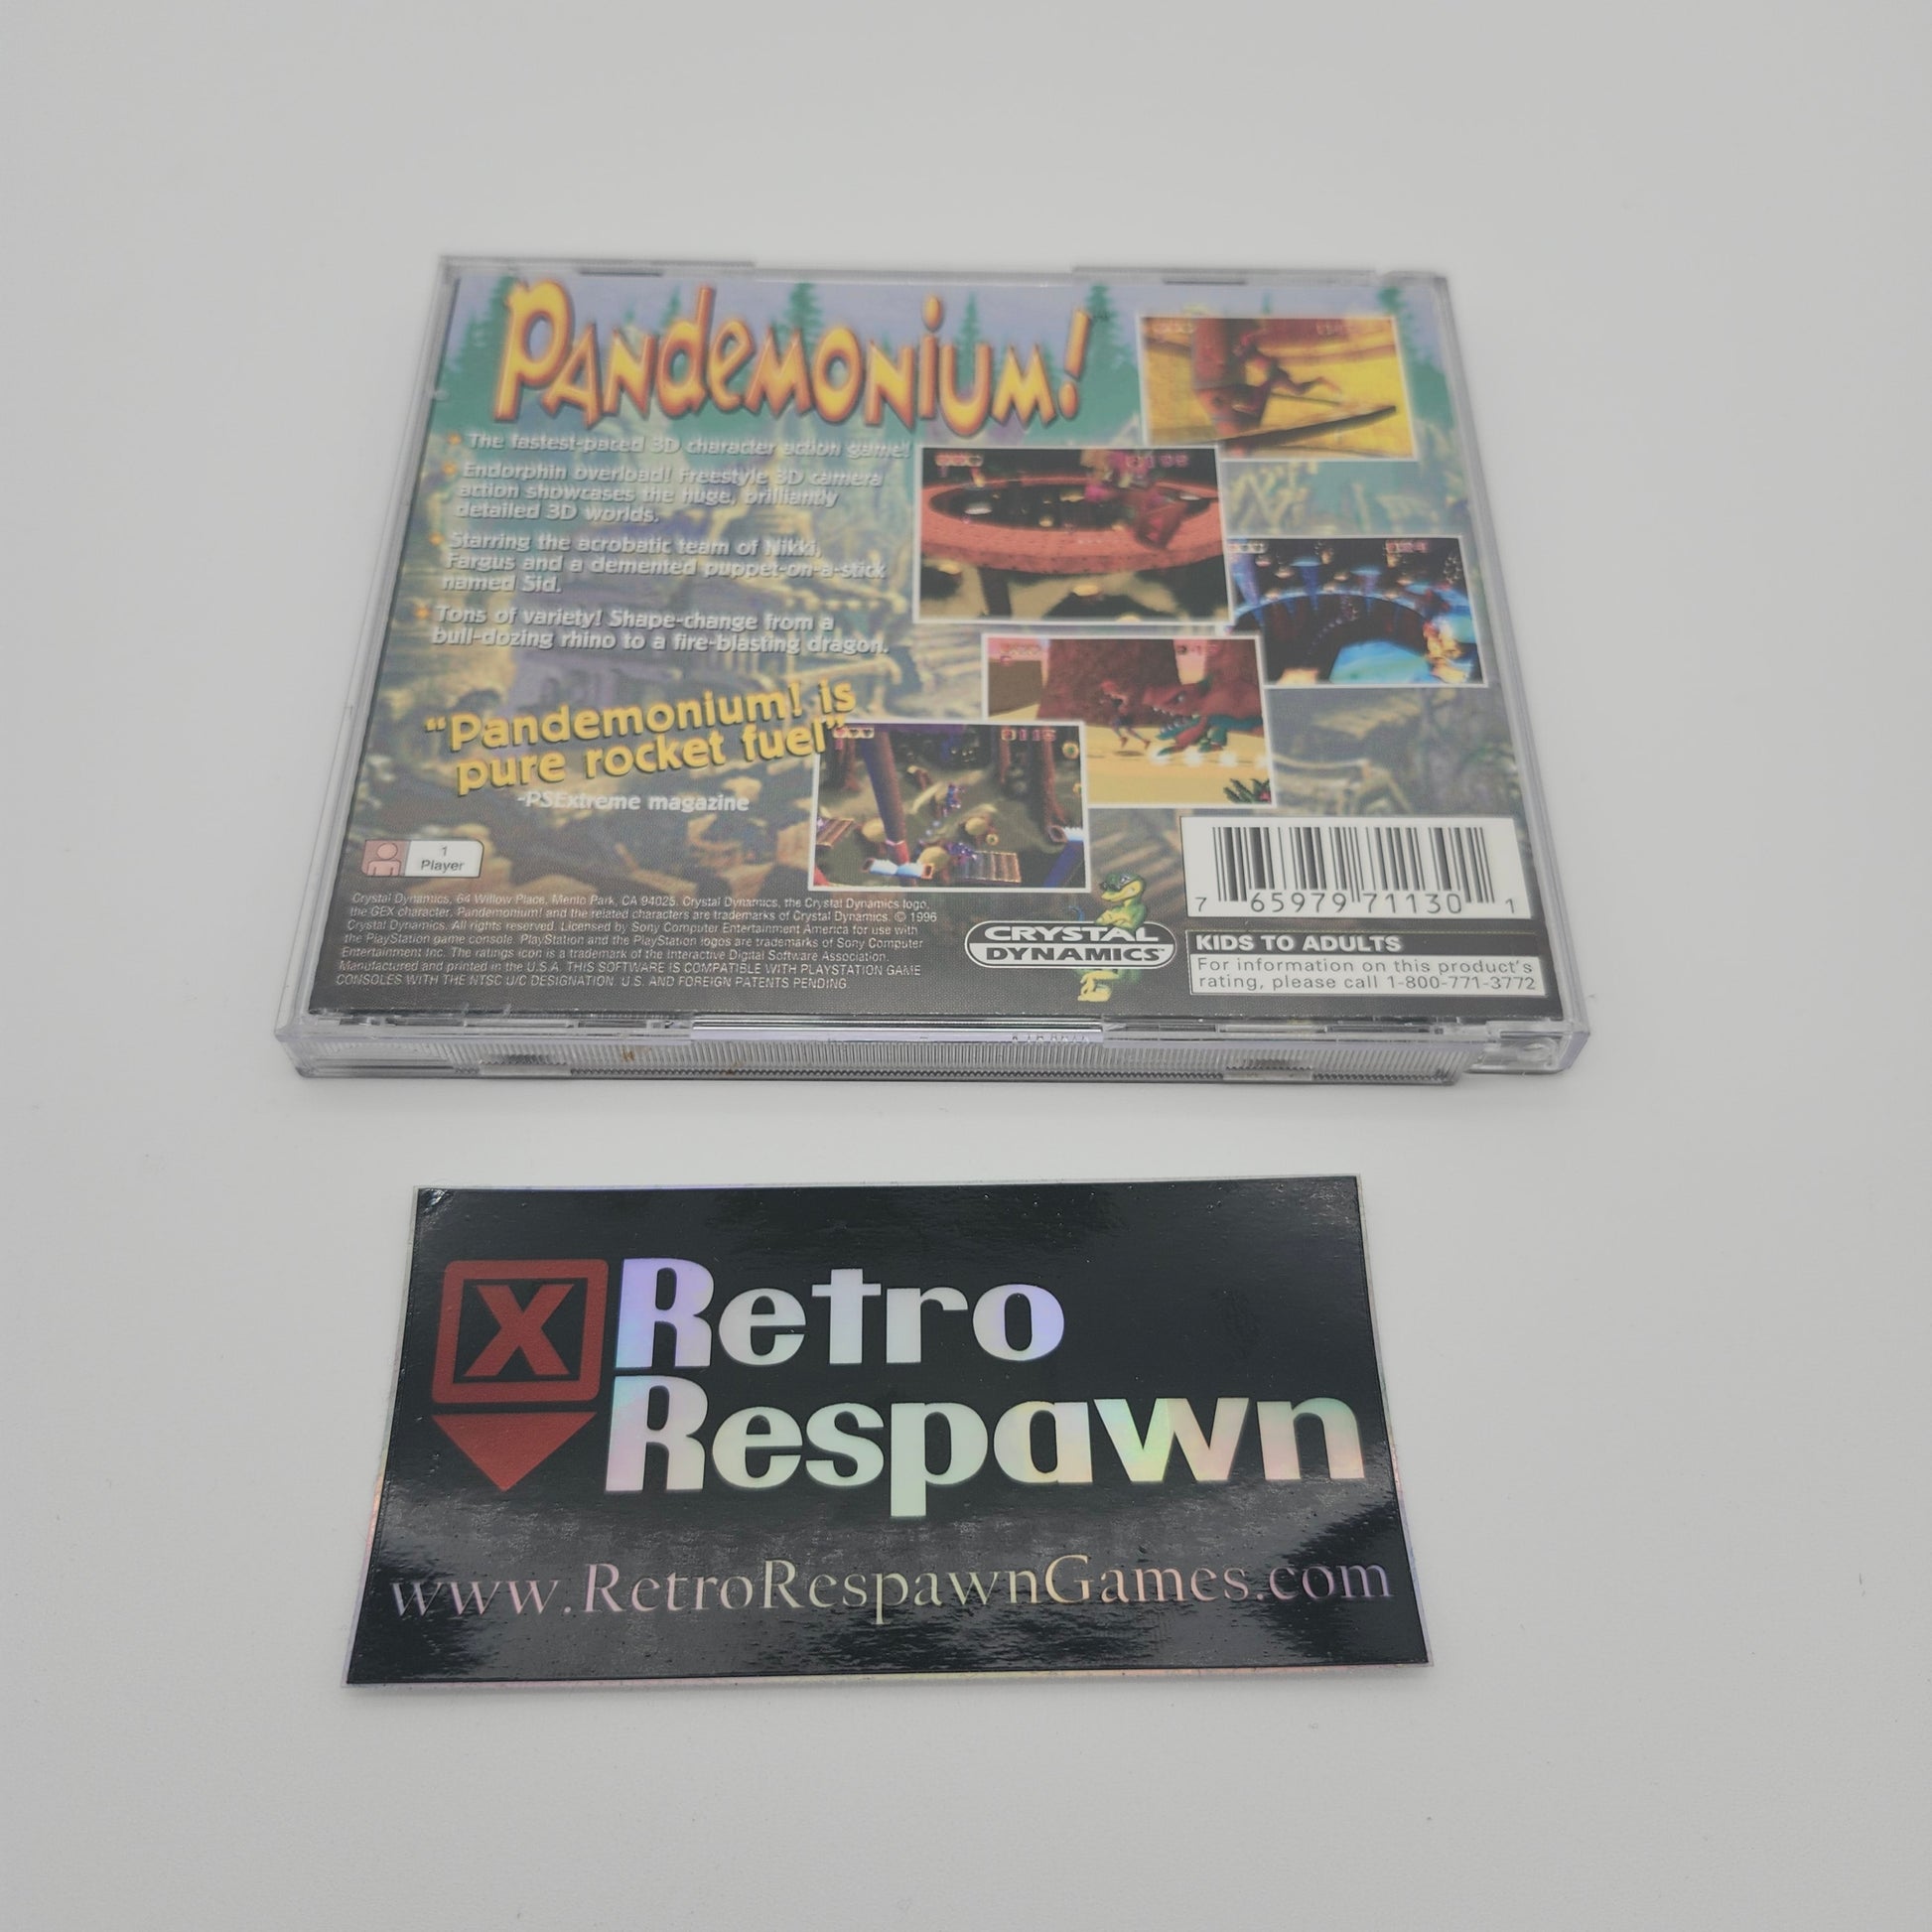 Pandemonium!
The fastest-paced 3D character action game!
Endorphin overload! Freestyle 3D camera
action showcases the huge, brilliantly
detailed 3D worlds.
Starring the acrobatic team of Nikki,
Fargus and a demented puppet-on-a-stick
named Sid.
Tons of variety! Shape-change from a
bull-dozing rhino to a fire-blasting dragon.
"Pandemonium! is
pure rocket fuel"
-PSExtreme magazine
1
Player
Crystal Dynamics, 64 Willow Place, Menlo Park, CA 94025. Crystal Dynamics, the Crystal Dynamics logo,
the GEX character, Pandemonium! and the related characters are trademarks of Crystal Dynamics. © 1996
Crystal Dynamics. All rights reserved. Licensed by Sony Computer Entertainment America for use with
the PlayStation game console. PlayStation and the PlayStation logos are trademarks of Sony Computer
Entertainment Inc. The ratings icon is a trademark of the Interactive Digital Software Association.
Manufactured and printed in the U.S.A. THIS SOFTWARE IS COMPATIBLE WITH PLAYSTATION GAME
CONSOLES WITH THE NTSC U/C DESIGNATION. U.S. AND FOREIGN PATENTS PENDING.
CRYSTAL
DYNAMICS
7 65979 71130 1
KIDS TO ADULTS
For information on this product's
rating, please call 1-800-771-3772
X
Retro
Respawn
www.RetroRespawnGames.com